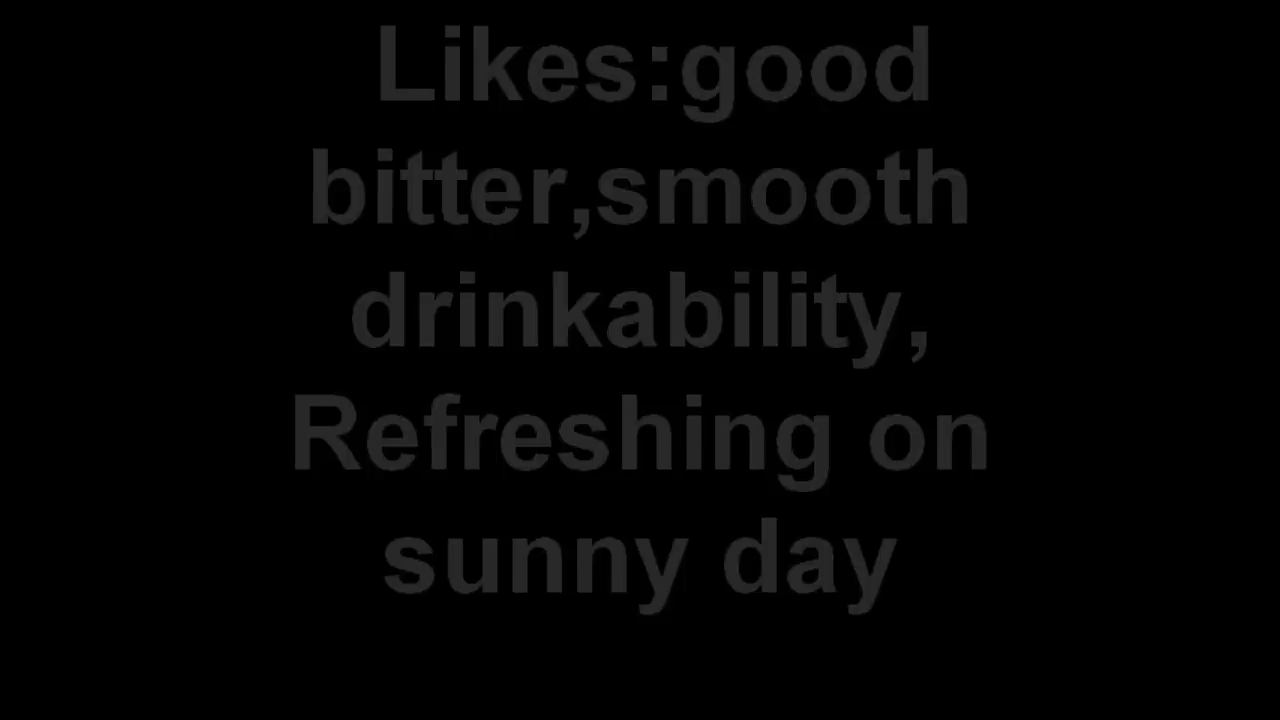 Likes:good
bitter,smooth
drinkability,
Refreshing on
sunny day